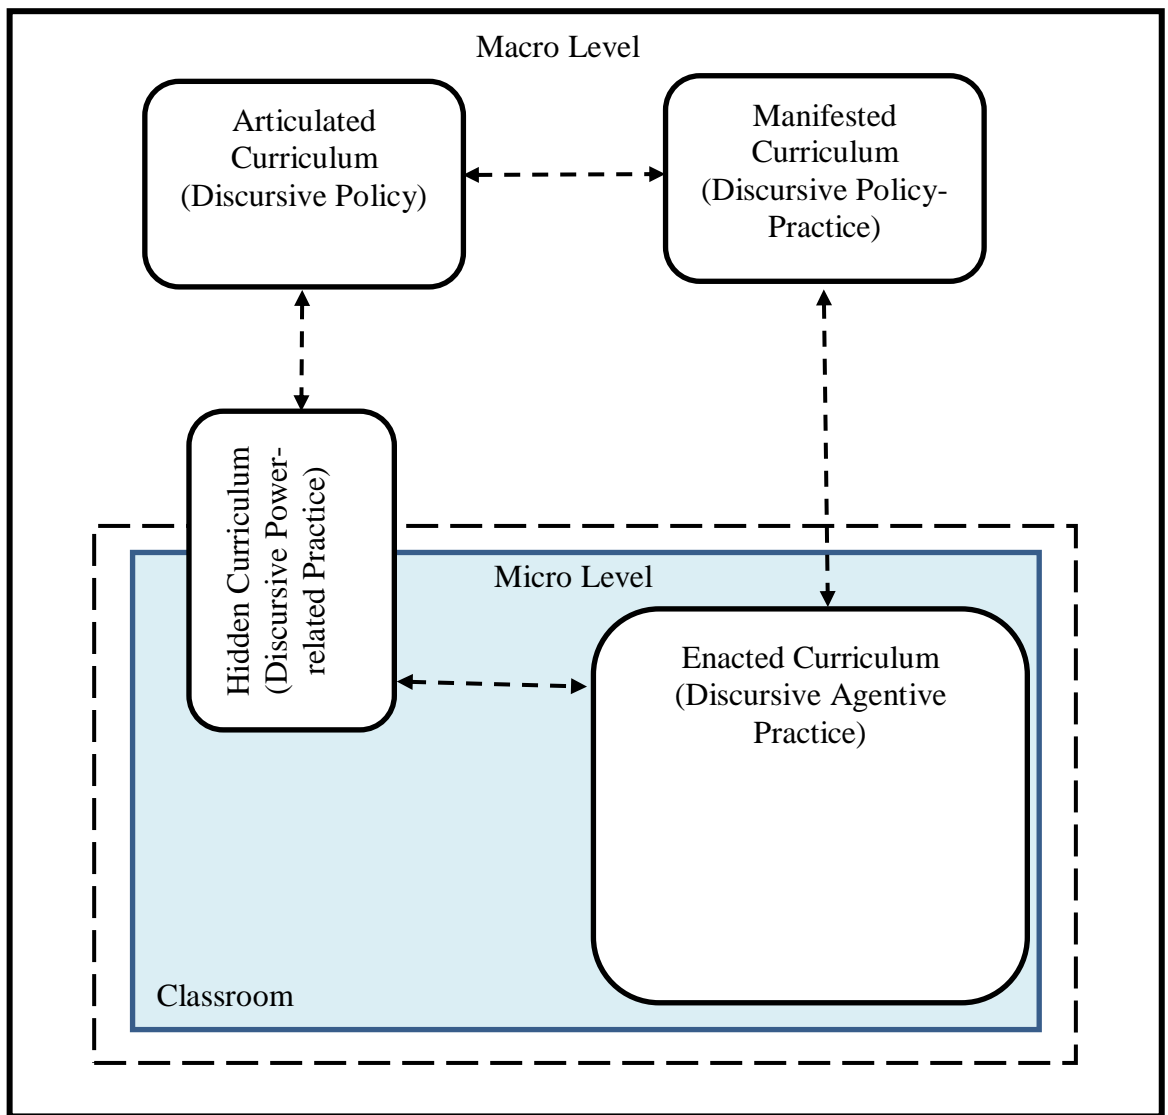 Macro Level
Articulated
Curriculum
(Discursive Policy)
Manifested
Curriculum
(Discursive Policy-
Practice)
Hidden Curriculum
(Discursive Power-
related Practice)
Micro Level
Enacted Curriculum
(Discursive Agentive
Practice)
Classroom